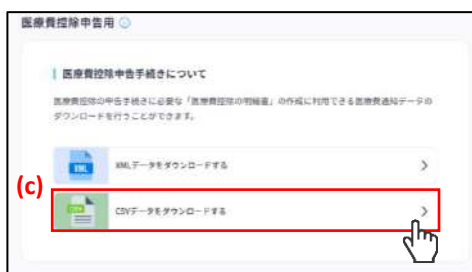 医療費控除申告用
医療費控除申告手続きについて
医療費控除の申告手続きに必要な「医療費控除の明細書」の作成に利用できる医療費通知データの
ダウンロードを行うことができます。
XML
XMLデータをダウンロードする
(c)
CSV
CSVデータをダウンロードする